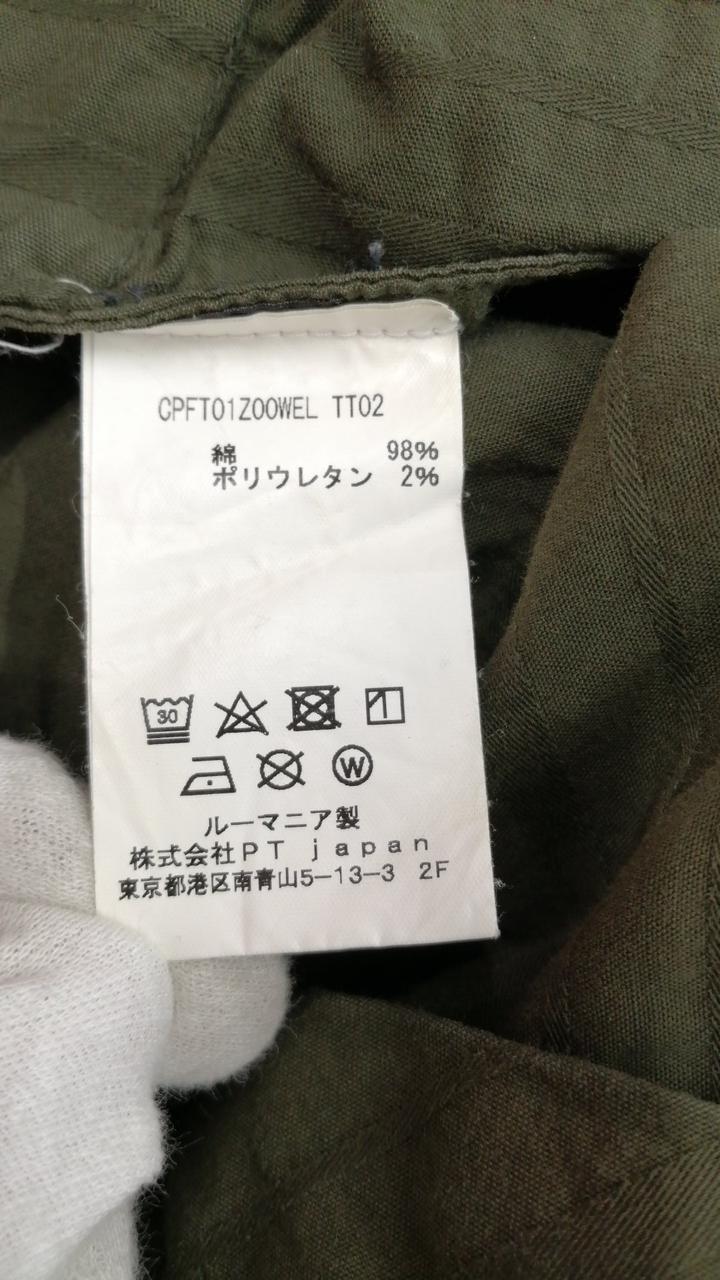 CPFT01Z00WEL TT02
綿 98%
ポリウレタン 2%
30
W
ルーマニア製
株式会社ＰＴ ｊａｐａｎ
東京都港区南青山5−13−3 2F